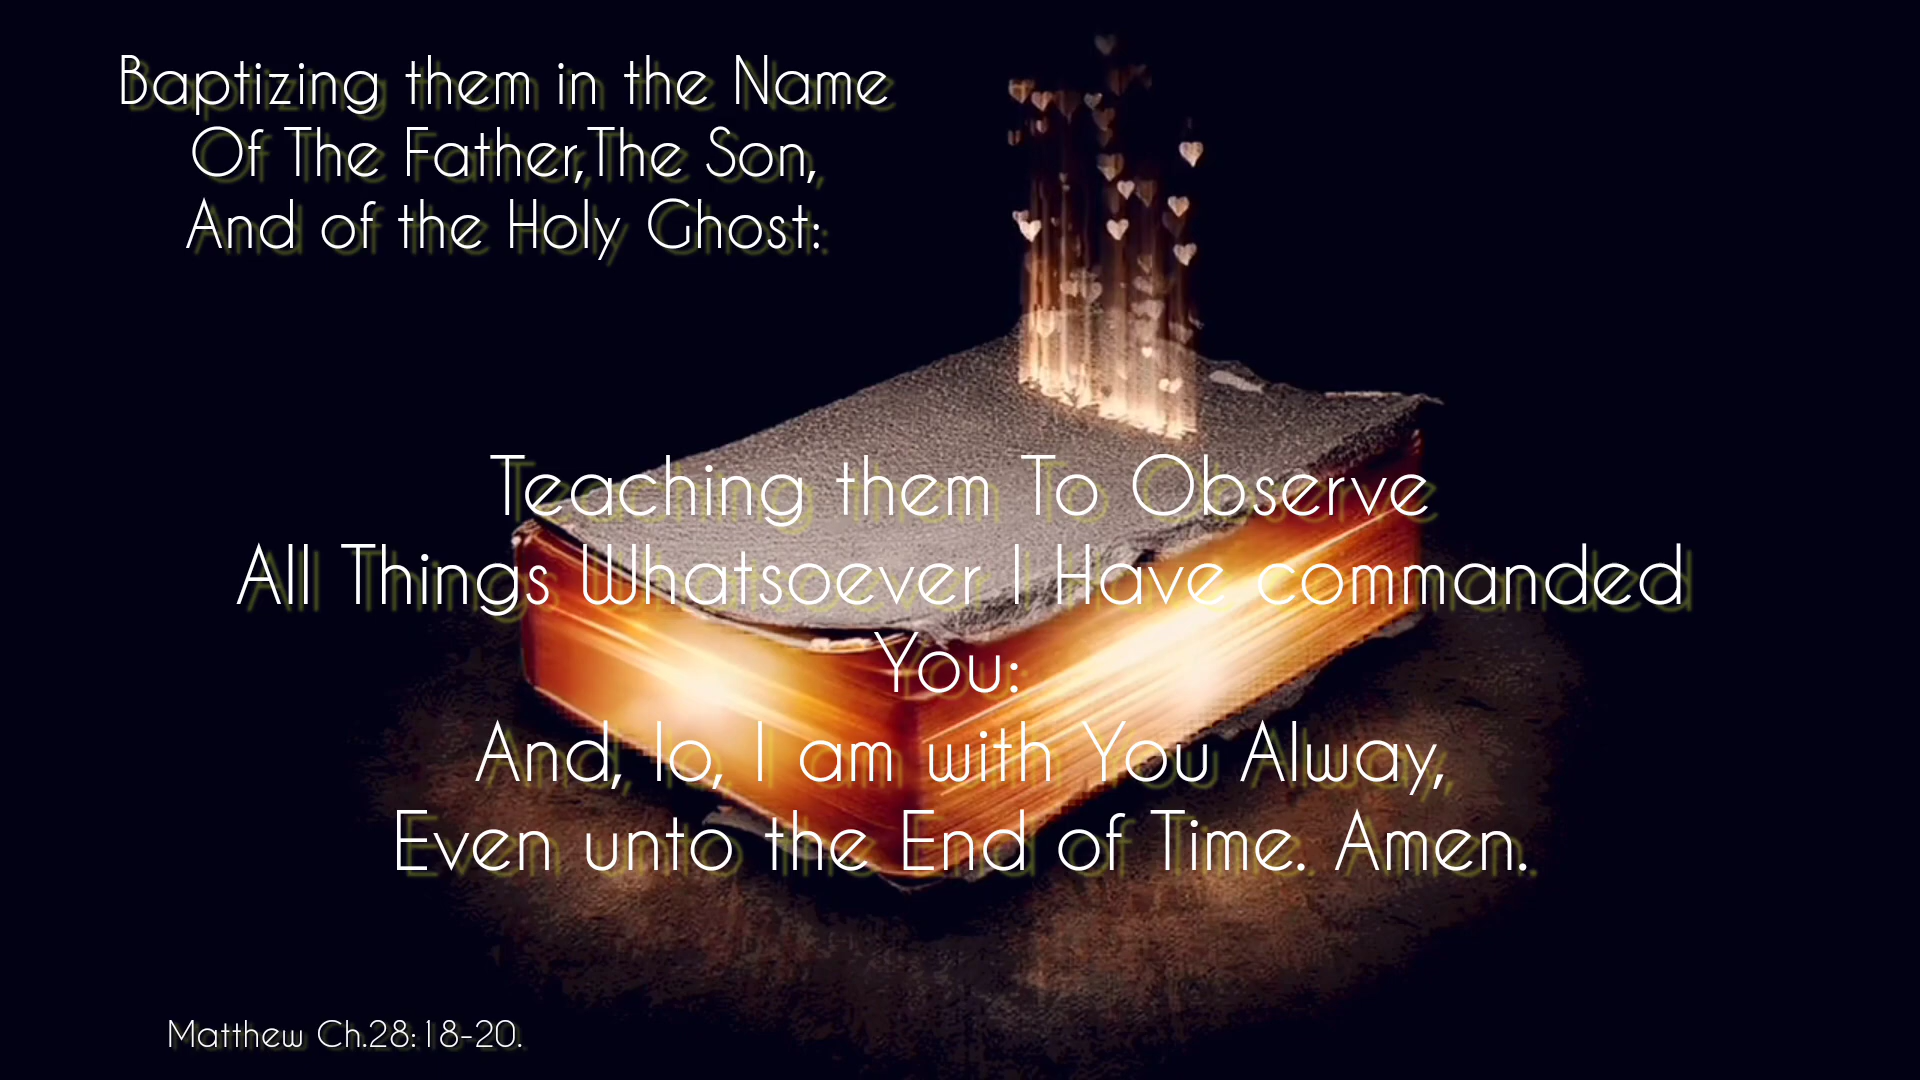 Baptizing them in the Name
Of The Father,The Son,
And of the Holy Ghost:
Teaching them To Observe
All Things Whatsoever I Have commanded
You:
And, lo, I am with You Alway,
Even unto the End of Time. Amen.
Matthew Ch.28:18-20.